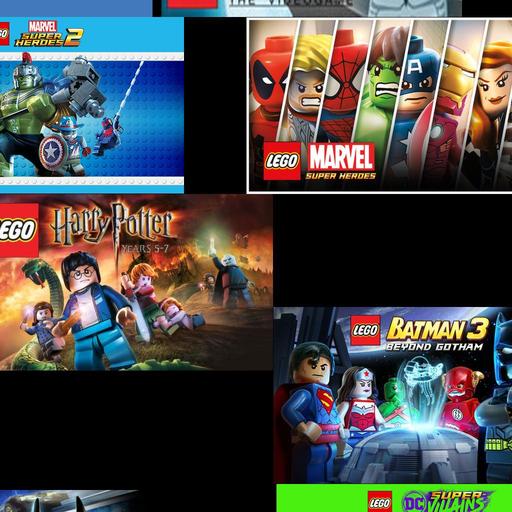 THE VIDEOGAME
LEGO MARVEL
SUPER HEROES 2
A
LEGO MARVEL
SUPER HEROES
LEGO Harry Potter
YEARS 5-7
LEGO BATMAN 3
BEYOND GOTHAM
LEGO DC SUPER
VILLAINS